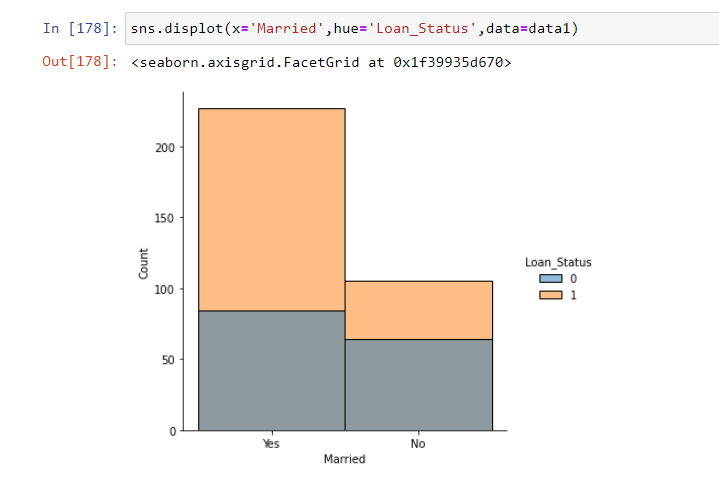 In [178]: sns.displot(x='Married',hue='Loan_Status',data=data1)
Out[178]: <seaborn.axisgrid.FacetGrid at 0x1f39935d670>
200
150
100
50
0
Count
Yes No
Married
Loan_Status
0
1